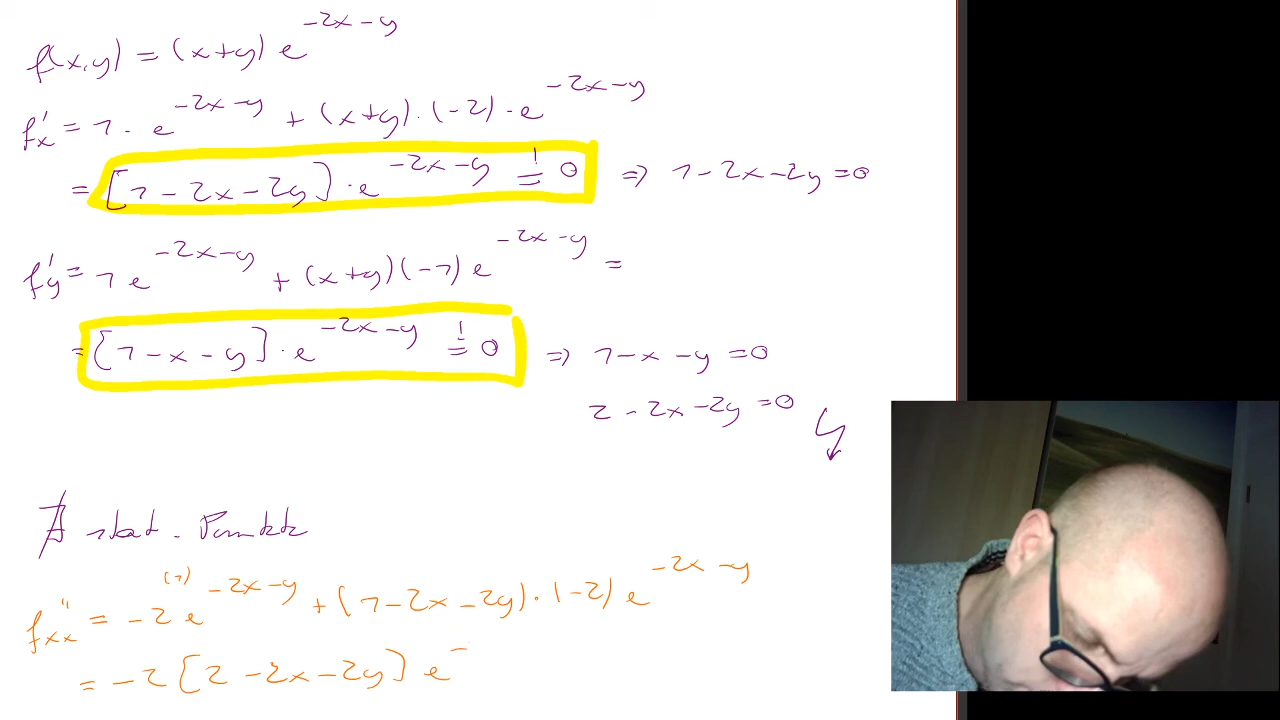 f(x,y) = (x+y) e^{-2x-y}
f'_x = 1 · e^{-2x-y} + (x+y) · (-2) · e^{-2x-y}
= [1 - 2x - 2y] · e^{-2x-y} =^! 0 ⇒ 1 - 2x - 2y = 0
f'_y = 1 e^{-2x-y} + (x+y)(-1) e^{-2x-y} =
= [1 - x - y] · e^{-2x-y} =^! 0 ⇒ 1 - x - y = 0
2 - 2x - 2y = 0 ↯
∄ stat. Punkte
f''_{xx} = -2 e^{(1) -2x-y} + (1 - 2x - 2y) · (-2) e^{-2x-y}
= -2 [2 - 2x - 2y] e^{-